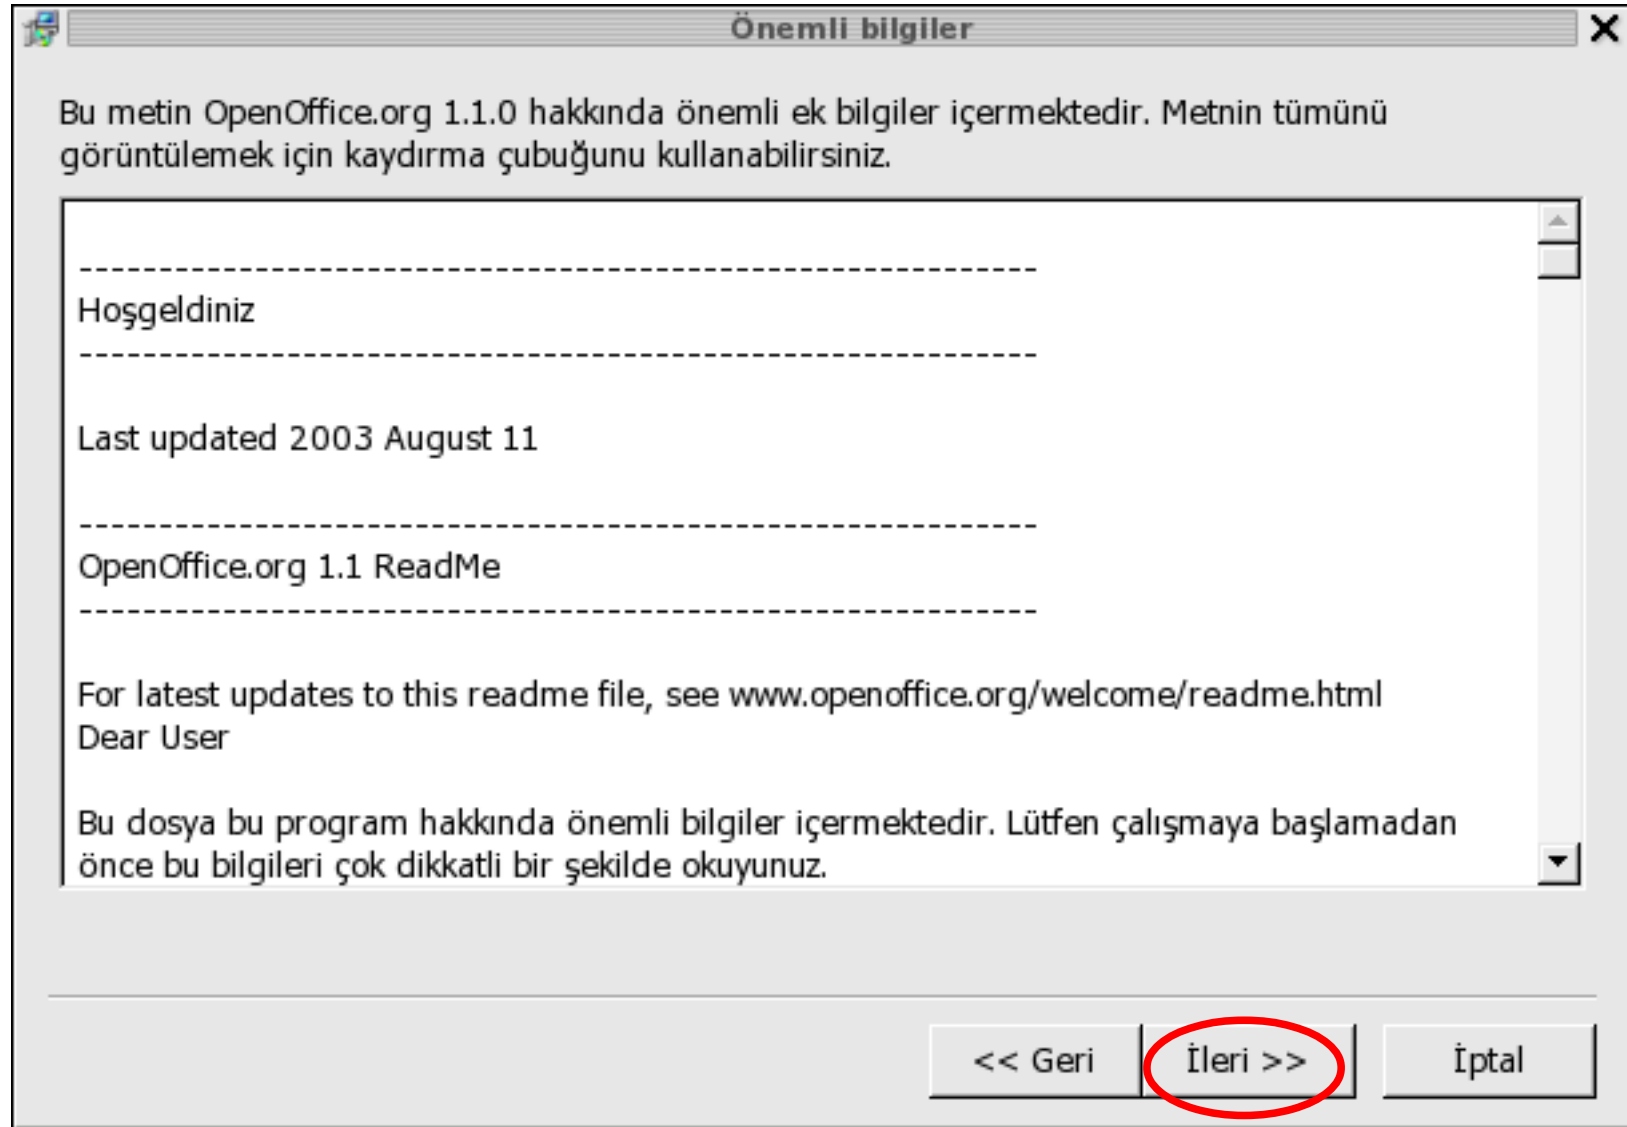 Önemli bilgiler
Bu metin OpenOffice.org 1.1.0 hakkında önemli ek bilgiler içermektedir. Metnin tümünü
görüntülemek için kaydırma çubuğunu kullanabilirsiniz.
------------------------------------------------------------
Hoşgeldiniz
------------------------------------------------------------
Last updated 2003 August 11
------------------------------------------------------------
OpenOffice.org 1.1 ReadMe
------------------------------------------------------------
For latest updates to this readme file, see www.openoffice.org/welcome/readme.html
Dear User
Bu dosya bu program hakkında önemli bilgiler içermektedir. Lütfen çalışmaya başlamadan
önce bu bilgileri çok dikkatli bir şekilde okuyunuz.
<< Geri İleri >> İptal